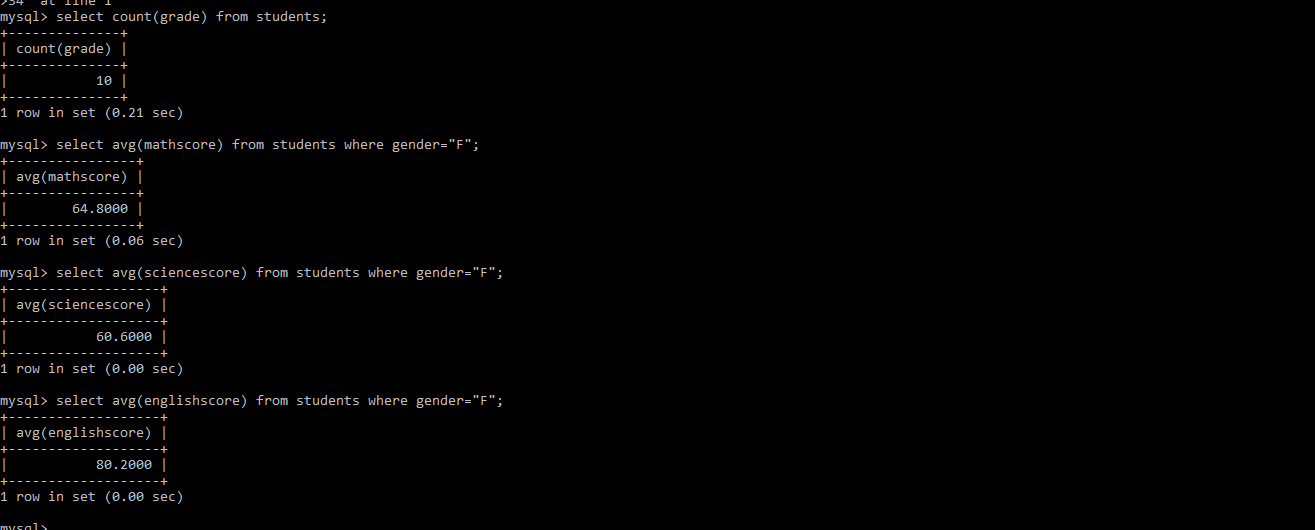 >34' at line 1
mysql> select count(grade) from students;
+--------------+
| count(grade) |
+--------------+
|           10 |
+--------------+
1 row in set (0.21 sec)

mysql> select avg(mathscore) from students where gender="F";
+----------------+
| avg(mathscore) |
+----------------+
|        64.8000 |
+----------------+
1 row in set (0.06 sec)

mysql> select avg(sciencescore) from students where gender="F";
+-------------------+
| avg(sciencescore) |
+-------------------+
|           60.6000 |
+-------------------+
1 row in set (0.00 sec)

mysql> select avg(englishscore) from students where gender="F";
+-------------------+
| avg(englishscore) |
+-------------------+
|           80.2000 |
+-------------------+
1 row in set (0.00 sec)

mysql>